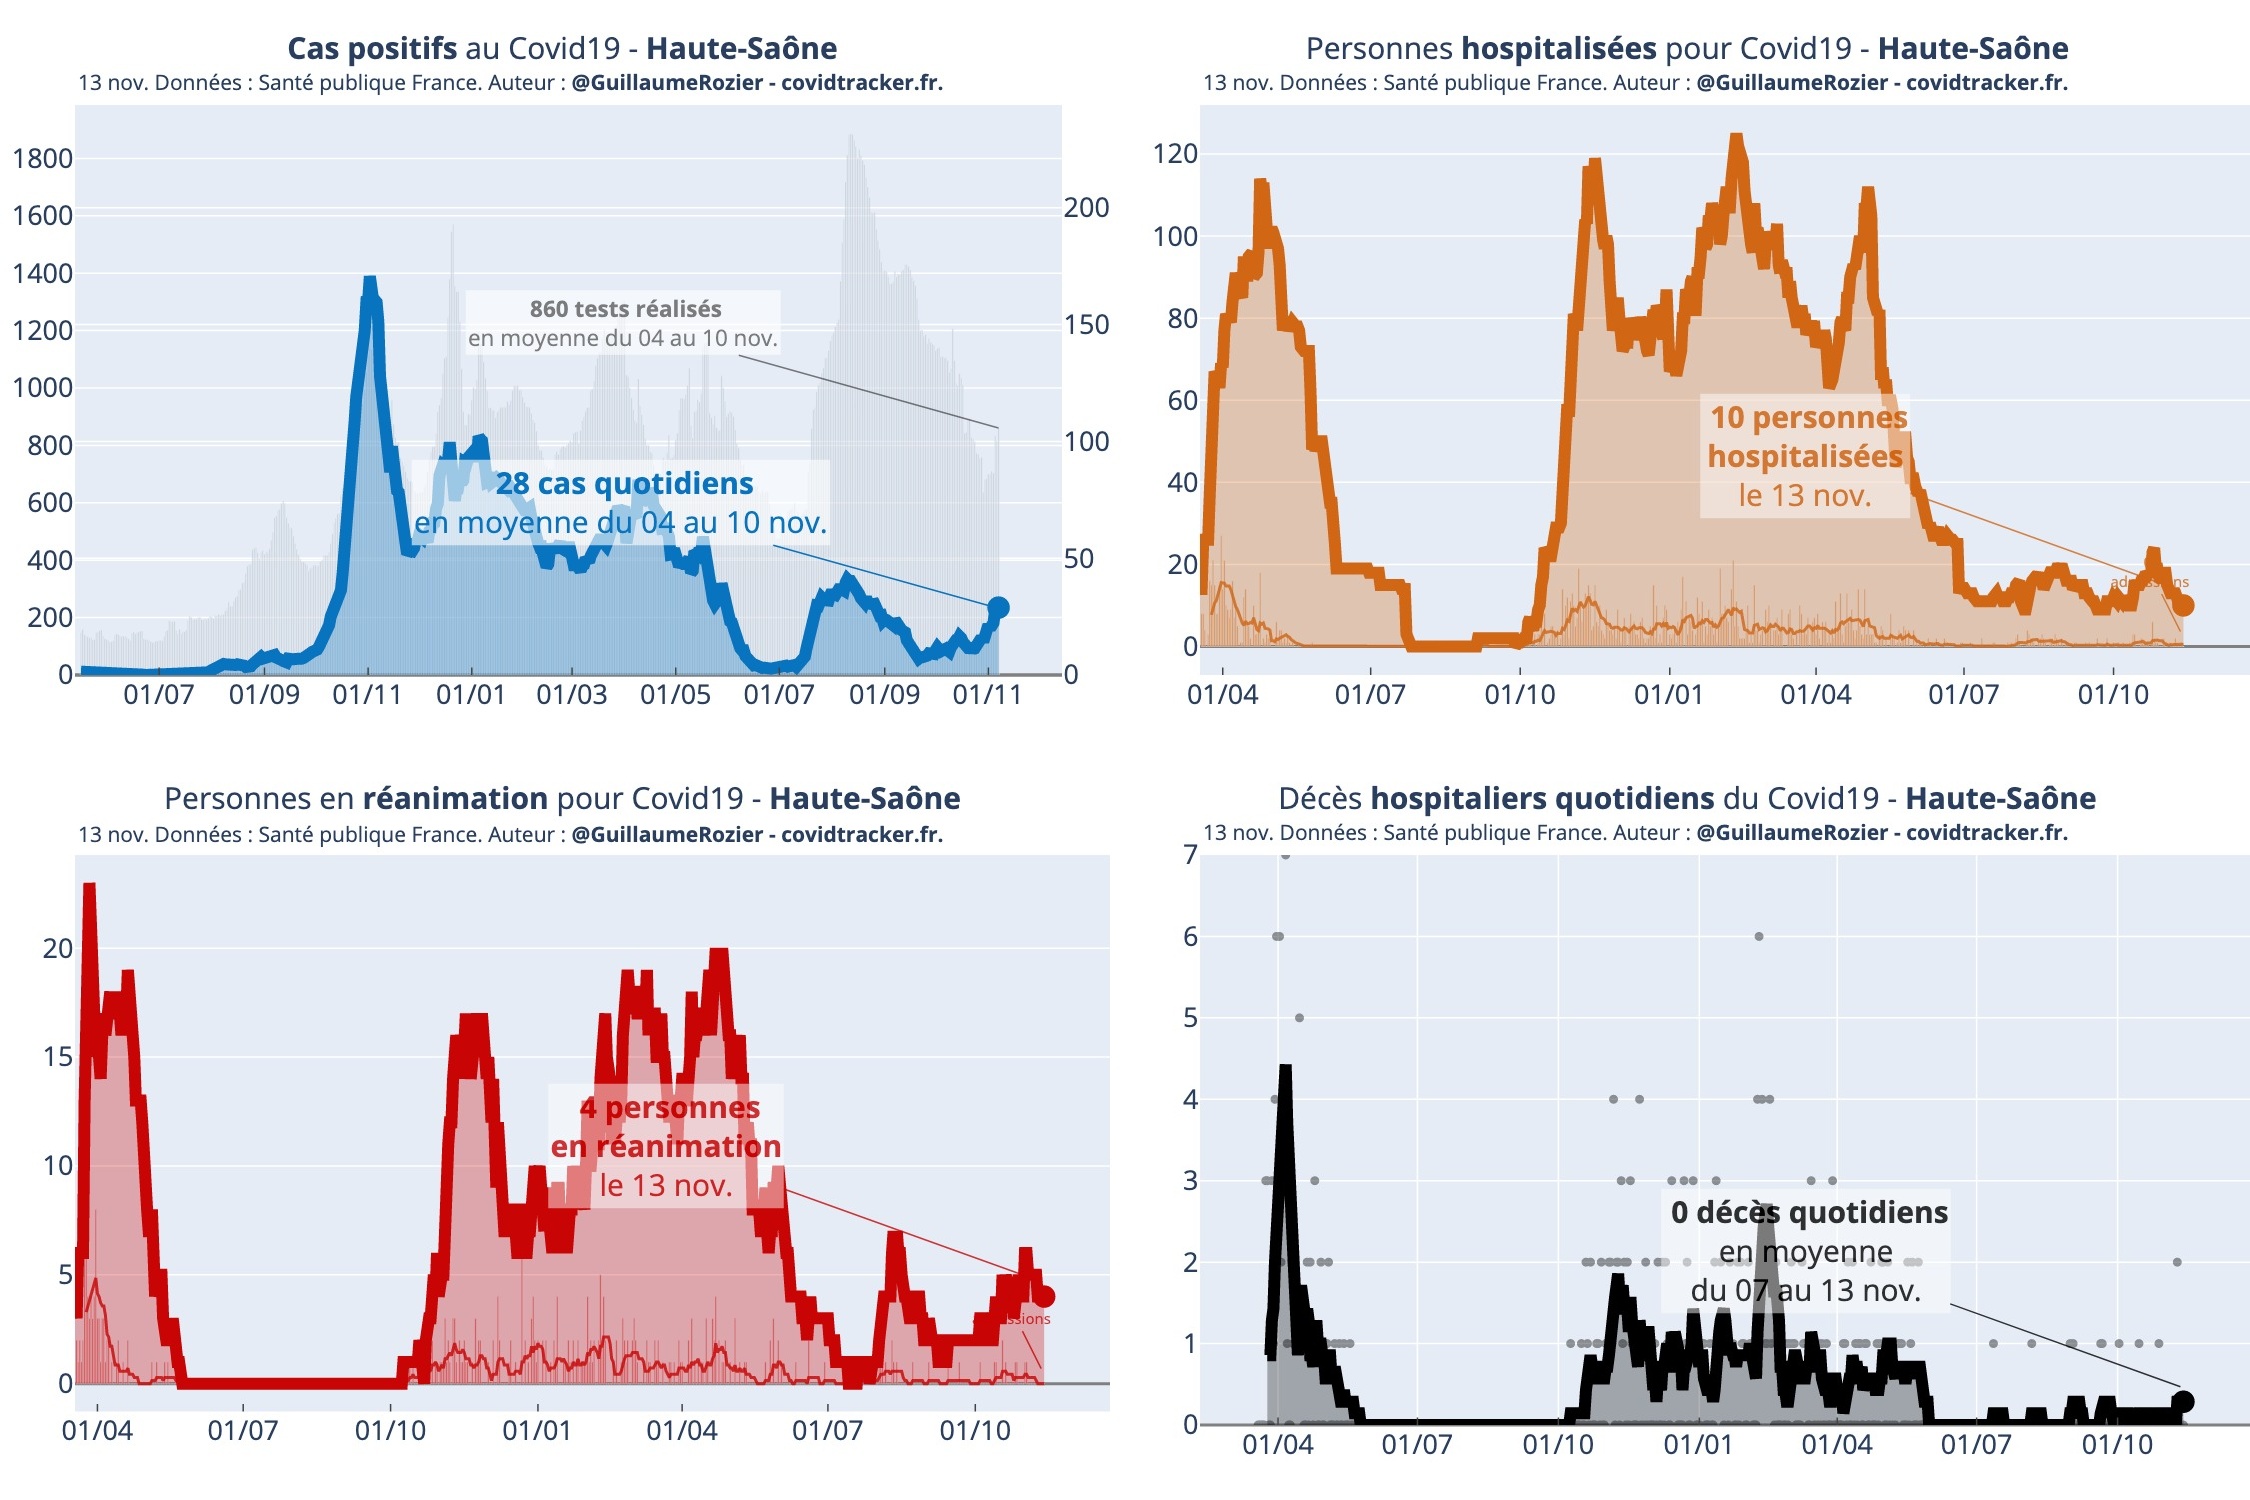 Cas positifs au Covid19 - Haute-Saône
13 nov. Données : Santé publique France. Auteur : @GuillaumeRozier - covidtracker.fr.
1800
1600
1400
1200
1000
800
600
400
200
0
200
150
100
50
0
860 tests réalisés
en moyenne du 04 au 10 nov.
28 cas quotidiens
en moyenne du 04 au 10 nov.
01/07 01/09 01/11 01/01 01/03 01/05 01/07 01/09 01/11
Personnes hospitalisées pour Covid19 - Haute-Saône
13 nov. Données : Santé publique France. Auteur : @GuillaumeRozier - covidtracker.fr.
120
100
80
60
40
20
0
10 personnes
hospitalisées
le 13 nov.
01/04 01/07 01/10 01/01 01/04 01/07 01/10
Personnes en réanimation pour Covid19 - Haute-Saône
13 nov. Données : Santé publique France. Auteur : @GuillaumeRozier - covidtracker.fr.
20
15
10
5
0
4 personnes
en réanimation
le 13 nov.
01/04 01/07 01/10 01/01 01/04 01/07 01/10
Décès hospitaliers quotidiens du Covid19 - Haute-Saône
13 nov. Données : Santé publique France. Auteur : @GuillaumeRozier - covidtracker.fr.
7
6
5
4
3
2
1
0
0 décès quotidiens
en moyenne
du 07 au 13 nov.
01/04 01/07 01/10 01/01 01/04 01/07 01/10